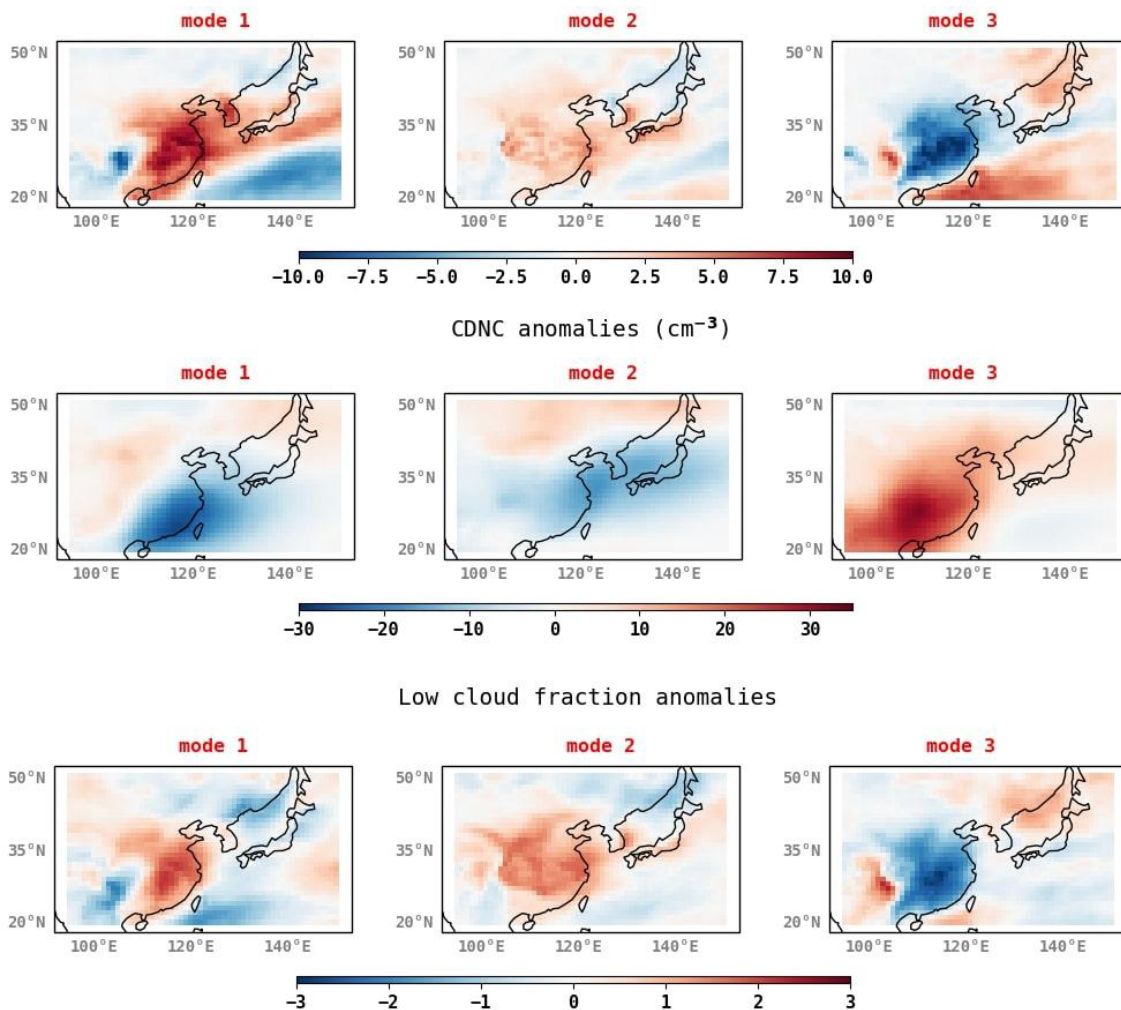 mode 1 mode 2 mode 3
50°N 50°N 50°N
35°N 35°N 35°N
20°N 20°N 20°N
100°E 120°E 140°E 100°E 120°E 140°E 100°E 120°E 140°E
−10.0 −7.5 −5.0 −2.5 0.0 2.5 5.0 7.5 10.0
CDNC anomalies (cm⁻³)
mode 1 mode 2 mode 3
50°N 50°N 50°N
35°N 35°N 35°N
20°N 20°N 20°N
100°E 120°E 140°E 100°E 120°E 140°E 100°E 120°E 140°E
−30 −20 −10 0 10 20 30
Low cloud fraction anomalies
mode 1 mode 2 mode 3
50°N 50°N 50°N
35°N 35°N 35°N
20°N 20°N 20°N
100°E 120°E 140°E 100°E 120°E 140°E 100°E 120°E 140°E
−3 −2 −1 0 1 2 3